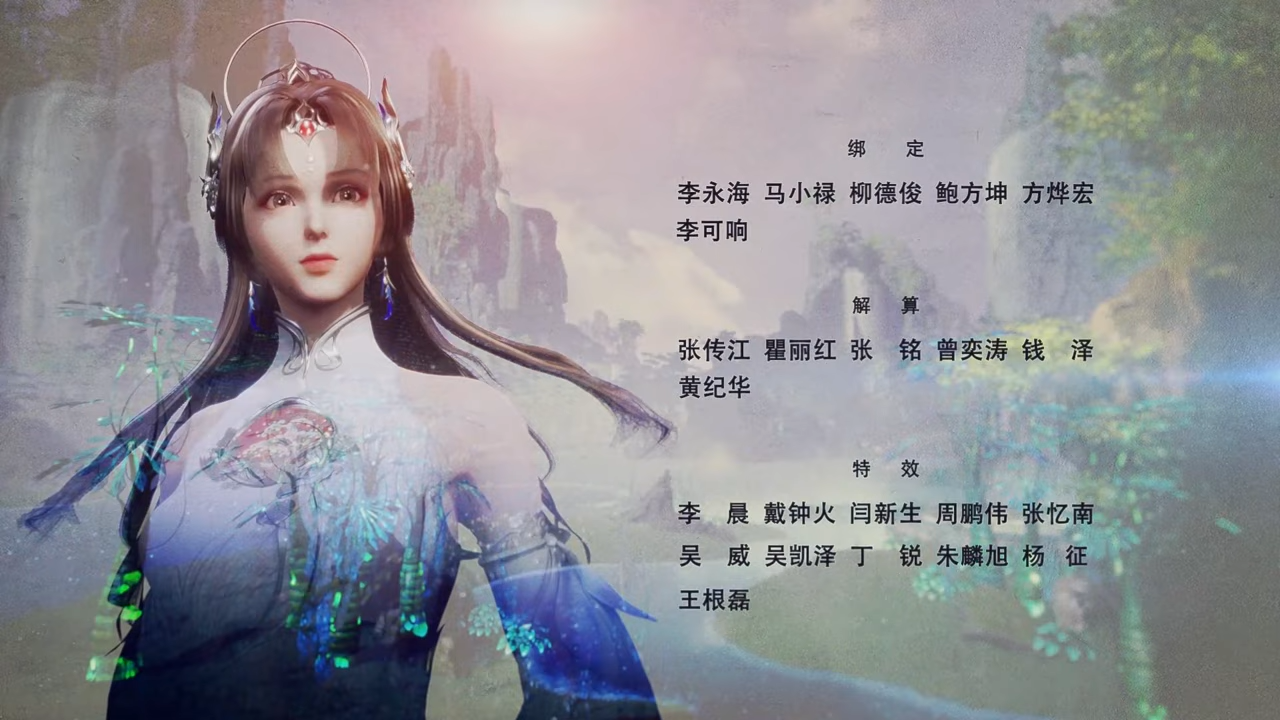 绑 定
李永海 马小禄 柳德俊 鲍方坤 方烨宏
李可响
解 算
张传江 瞿丽红 张 铭 曾奕涛 钱 泽
黄纪华
特 效
李 晨 戴钟火 闫新生 周鹏伟 张忆南
吴 威 吴凯泽 丁 锐 朱麟旭 杨 征
王根磊